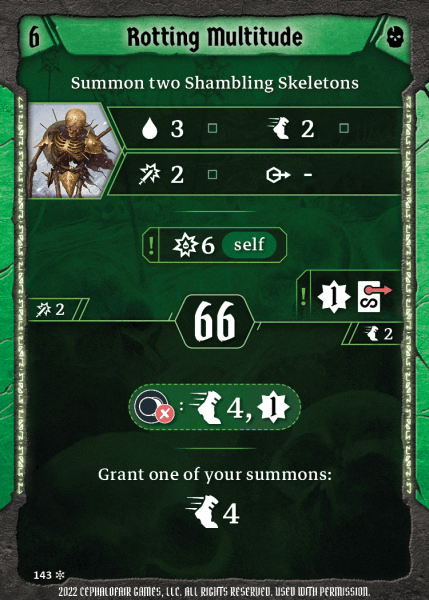 6 Rotting Multitude
Summon two Shambling Skeletons
3 2
2 -
! 6 self
! 1
2 66 2
: 4, 1
Grant one of your summons:
4
143
2022 CEPHALOFAIR GAMES, LLC. ALL RIGHTS RESERVED. USED WITH PERMISSION.